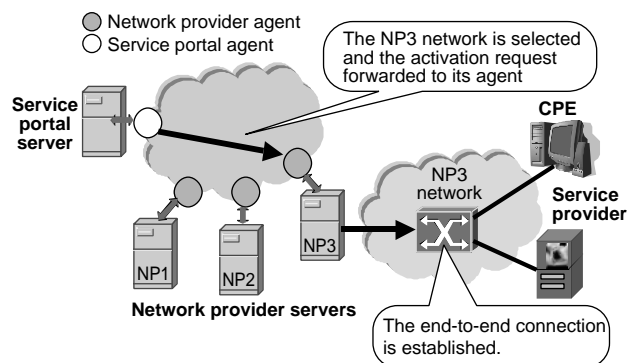 Network provider agent
Service portal agent
The NP3 network is selected
and the activation request
forwarded to its agent
Service
portal
server
CPE
NP3
network
Service
provider
NP1
NP2
NP3
Network provider servers
The end-to-end connection
is established.